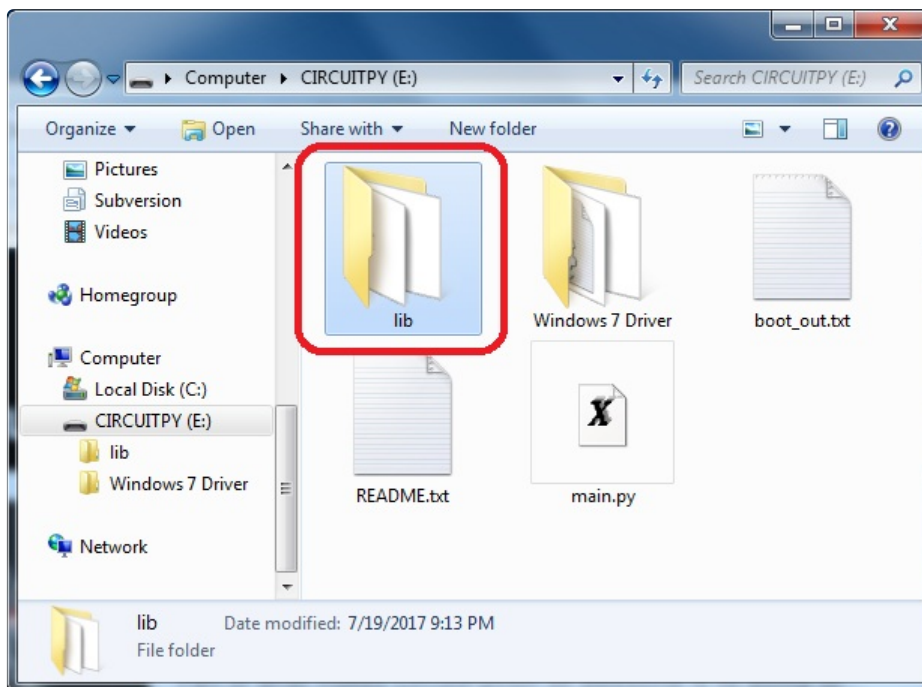 Computer ▸ CIRCUITPY (E:)
Search CIRCUITPY (E:)
Organize
Open
Share with
New folder
Pictures
Subversion
Videos
Homegroup
Computer
Local Disk (C:)
CIRCUITPY (E:)
lib
Windows 7 Driver
Network
lib
Windows 7 Driver
boot_out.txt
README.txt
main.py
lib
Date modified: 7/19/2017 9:13 PM
File folder